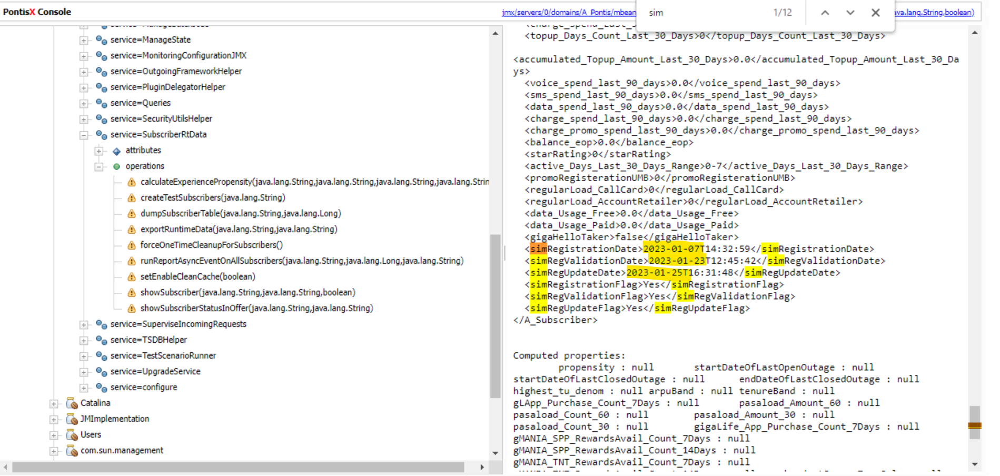 PontisX Console
jmx/servers/0/domains/A_Pontis/mbean
ava.lang.String,boolean)
sim
1/12
service=ManageState
service=MonitoringConfigurationJMX
service=OutgoingFrameworkHelper
service=PluginDelegatorHelper
service=Queries
service=SecurityUtilsHelper
service=SubscriberRtData
attributes
operations
calculateExperiencePropensity(java.lang.String,java.lang.String,java.lang.String,java.lang.Strin
createTestSubscribers(java.lang.String)
dumpSubscriberTable(java.lang.String,java.lang.Long)
exportRuntimeData(java.lang.String,java.lang.String)
forceOneTimeCleanupForSubscribers()
runReportAsyncEventOnAllSubscribers(java.lang.String,java.lang.Long,java.lang.String)
setEnableCleanCache(boolean)
showSubscriber(java.lang.String,java.lang.String,boolean)
showSubscriberStatusInOffer(java.lang.String,java.lang.String)
service=SuperviseIncomingRequests
service=TSDBHelper
service=TestScenarioRunner
service=UpgradeService
service=configure
Catalina
JMImplementation
Users
com.sun.management
<topup_Days_Count_Last_30_Days>0</topup_Days_Count_Last_30_Days>
<accumulated_Topup_Amount_Last_30_Days>0.0</accumulated_Topup_Amount_Last_30_Da
ys>
<voice_spend_last_90_days>0.0</voice_spend_last_90_days>
<sms_spend_last_90_days>0.0</sms_spend_last_90_days>
<data_spend_last_90_days>0.0</data_spend_last_90_days>
<charge_spend_last_90_days>0.0</charge_spend_last_90_days>
<charge_promo_spend_last_90_days>0.0</charge_promo_spend_last_90_days>
<balance_eop>0.0</balance_eop>
<starRating>0</starRating>
<active_Days_Last_30_Days_Range>0-7</active_Days_Last_30_Days_Range>
<promoRegisterationUMB>0</promoRegisterationUMB>
<regularLoad_CallCard>0</regularLoad_CallCard>
<regularLoad_AccountRetailer>0</regularLoad_AccountRetailer>
<data_Usage_Free>0.0</data_Usage_Free>
<data_Usage_Paid>0.0</data_Usage_Paid>
<gigaHelloTaker>false</gigaHelloTaker>
<simRegistrationDate>2023-01-07T14:32:59</simRegistrationDate>
<simRegValidationDate>2023-01-23T12:45:42</simRegValidationDate>
<simRegUpdateDate>2023-01-25T16:31:48</simRegUpdateDate>
<simRegistrationFlag>Yes</simRegistrationFlag>
<simRegValidationFlag>Yes</simRegValidationFlag>
<simRegUpdateFlag>Yes</simRegUpdateFlag>
</A_Subscriber>
Computed properties:
propensity : null startDateOfLastOpenOutage : null
startDateOfLastClosedOutage : null endDateOfLastClosedOutage : null
highest_tu_denom : null arpuBand : null tenureBand : null
gLApp_Purchase_Count_7Days : null pasaload_Amount_60 : null
pasaload_Count_60 : null pasaload_Amount_30 : null
pasaload_Count_30 : null gigaLife_App_Purchase_Count_7Days : null
gMANIA_SPP_RewardsAvail_Count_7Days : null
gMANIA_SPP_RewardsAvail_Count_14Days : null
gMANIA_TNT_RewardsAvail_Count_7Days : null